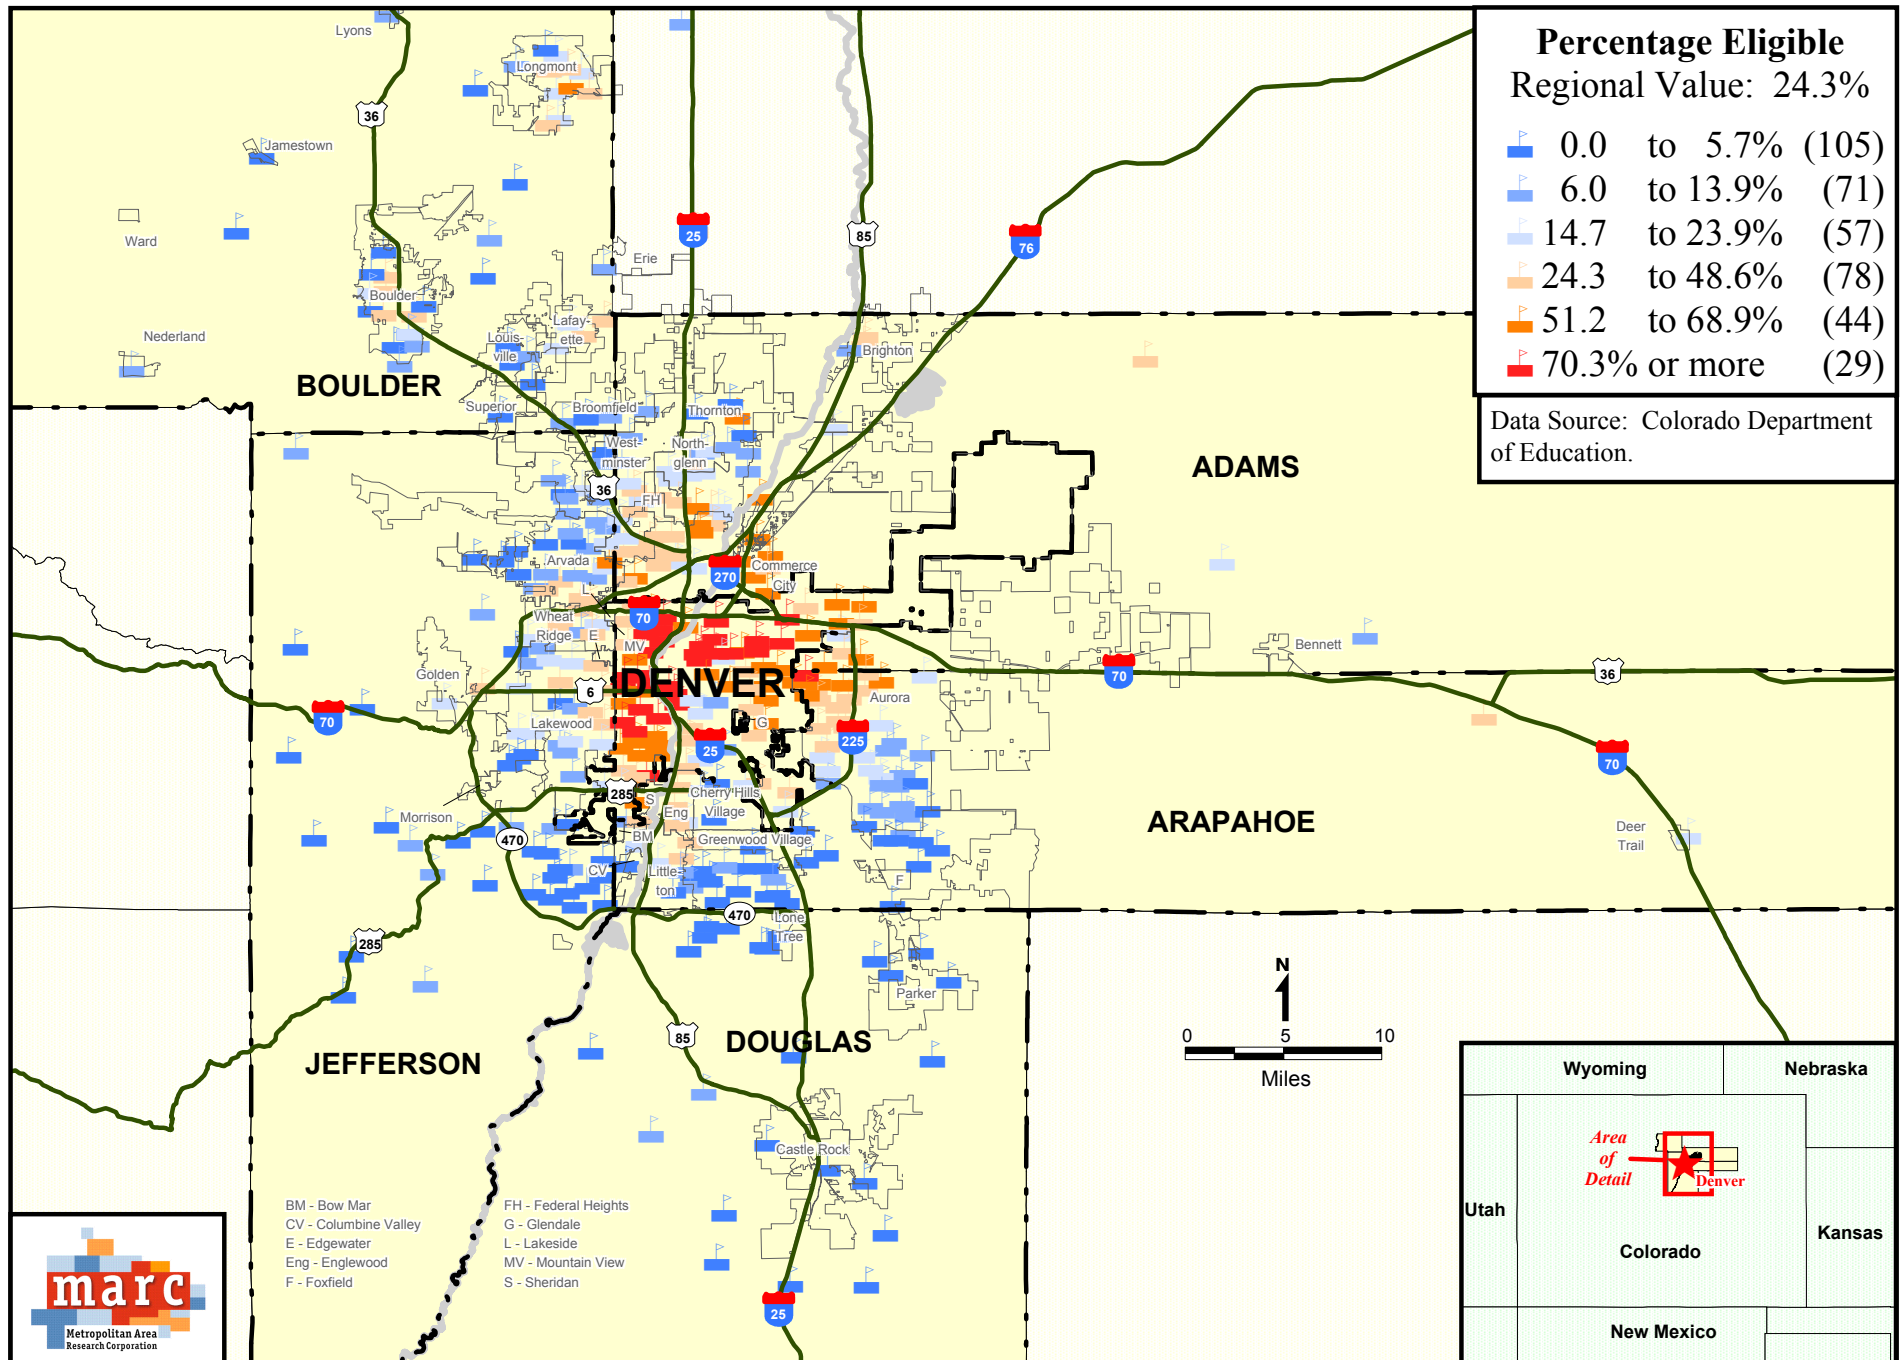 Percentage Eligible
Regional Value: 24.3%
0.0 to 5.7% (105)
6.0 to 13.9% (71)
14.7 to 23.9% (57)
24.3 to 48.6% (78)
51.2 to 68.9% (44)
70.3% or more (29)
Data Source: Colorado Department
of Education.
Lyons
Longmont
36
Jamestown
Ward
25
85
76
Erie
Boulder
Nederland
Lafay-
ette
Louis-
ville
Brighton
BOULDER
Superior
Broomfield
Thornton
West-
minster
North-
glenn
ADAMS
36
FH
Arvada
270
Commerce
City
L
70
Wheat
Ridge
E
MV
Bennett
Golden
DENVER
6
70
36
Aurora
70
Lakewood
G
25
225
70
285
S
Cherry Hills
Village
Eng
Morrison
470
BM
Greenwood Village
ARAPAHOE
Deer
Trail
CV
Little-
ton
F
470
Lone
Tree
285
Parker
N
85
DOUGLAS
0 5 10
Miles
JEFFERSON
Castle Rock
25
BM - Bow Mar
CV - Columbine Valley
E - Edgewater
Eng - Englewood
F - Foxfield
FH - Federal Heights
G - Glendale
L - Lakeside
MV - Mountain View
S - Sheridan
marc
Metropolitan Area
Research Corporation
Wyoming
Nebraska
Area
of
Detail
Denver
Utah
Colorado
Kansas
New Mexico